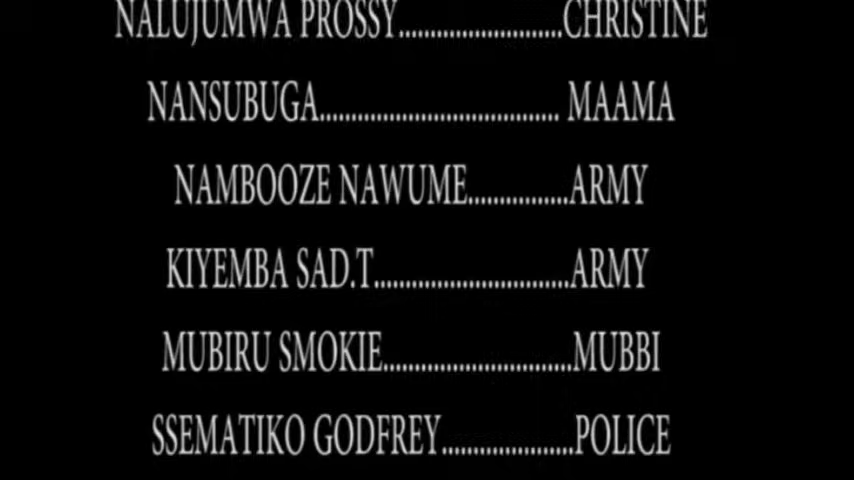 NALUJUMWA PROSSY..........................CHRISTINE
NANSUBUGA...................................... MAAMA
NAMBOOZE NAWUME................ARMY
KIYEMBA SAD.T...............................ARMY
MUBIRU SMOKIE..............................MUBBI
SSEMATIKO GODFREY.....................POLICE